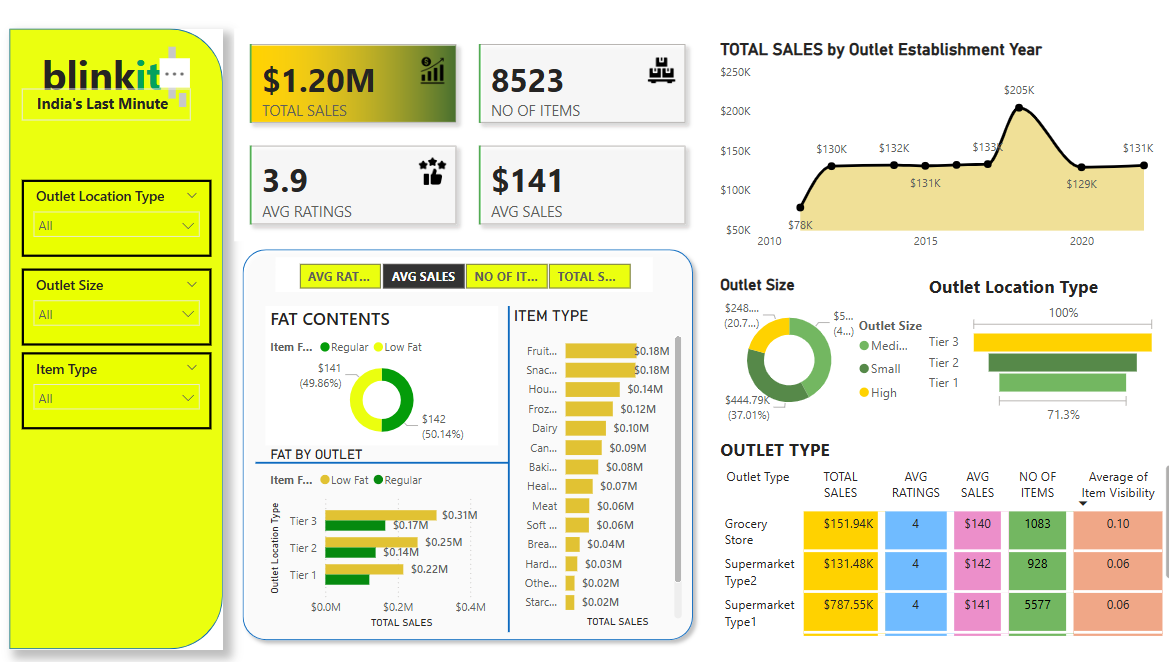 blinkit
India's Last Minute
Outlet Location Type
All
Outlet Size
All
Item Type
All
$1.20M
TOTAL SALES
8523
NO OF ITEMS
3.9
AVG RATINGS
$141
AVG SALES
AVG RAT...
AVG SALES
NO OF IT...
TOTAL S...
FAT CONTENTS
Item F...
Regular
Low Fat
$141
(49.86%)
$142
(50.14%)
FAT BY OUTLET
Item F...
Low Fat
Regular
Outlet Location Type
Tier 3
$0.31M
$0.17M
Tier 2
$0.25M
$0.14M
Tier 1
$0.22M
$0.0M
$0.2M
$0.4M
TOTAL SALES
ITEM TYPE
Fruit...
$0.18M
Snac...
$0.18M
Hou...
$0.14M
Froz...
$0.12M
Dairy
$0.10M
Can...
$0.09M
Baki...
$0.08M
Heal...
$0.07M
Meat
$0.06M
Soft ...
$0.06M
Brea...
$0.04M
Hard...
$0.03M
Othe...
$0.02M
Starc...
$0.02M
TOTAL SALES
TOTAL SALES by Outlet Establishment Year
$250K
$200K
$150K
$100K
$50K
$78K
$130K
$132K
$131K
$133K
$205K
$129K
$131K
2010
2015
2020
Outlet Size
$248....
(20.7...)
$5...
(4...)
$444.79K
(37.01%)
Outlet Size
Medi...
Small
High
Outlet Location Type
100%
Tier 3
Tier 2
Tier 1
71.3%
OUTLET TYPE
Outlet Type
TOTAL SALES
AVG RATINGS
AVG SALES
NO OF ITEMS
Average of Item Visibility
Grocery Store
$151.94K
4
$140
1083
0.10
Supermarket Type2
$131.48K
4
$142
928
0.06
Supermarket Type1
$787.55K
4
$141
5577
0.06